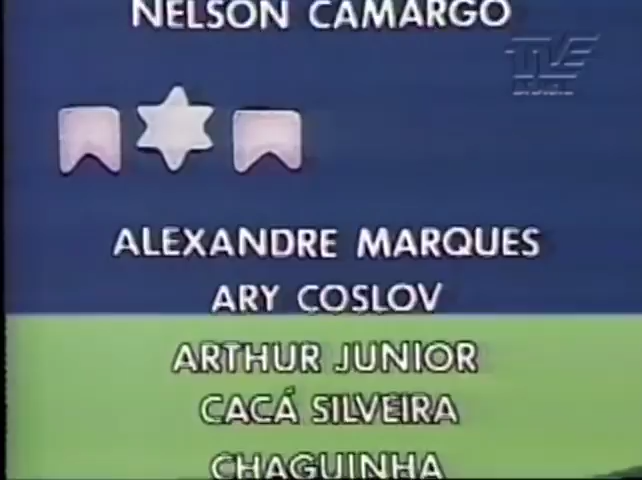 NELSON CAMARGO
TVE
ALEXANDRE MARQUES
ARY COSLOV
ARTHUR JUNIOR
CACÁ SILVEIRA
CHAGUINHA